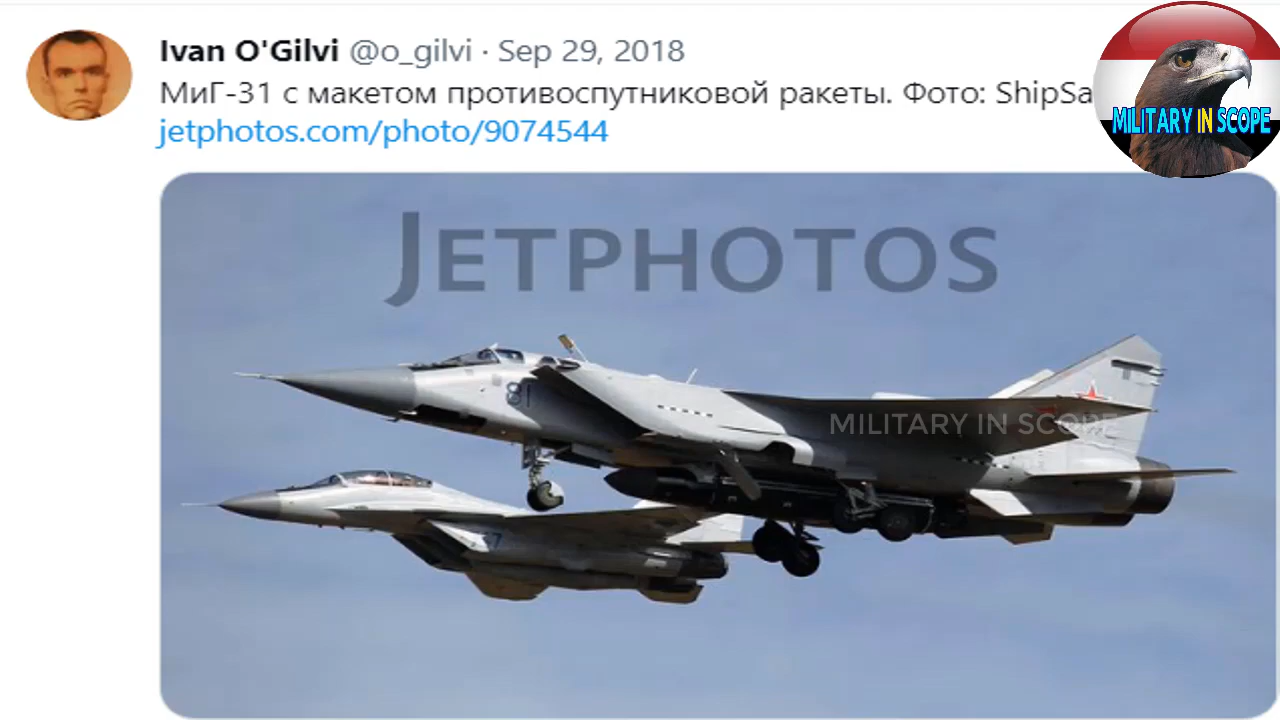 Ivan O'Gilvi @o_gilvi · Sep 29, 2018
МиГ-31 с макетом противоспутниковой ракеты. Фото: ShipSa
jetphotos.com/photo/9074544
MILITARY IN SCOPE
JETPHOTOS
81
MILITARY IN SCOPE